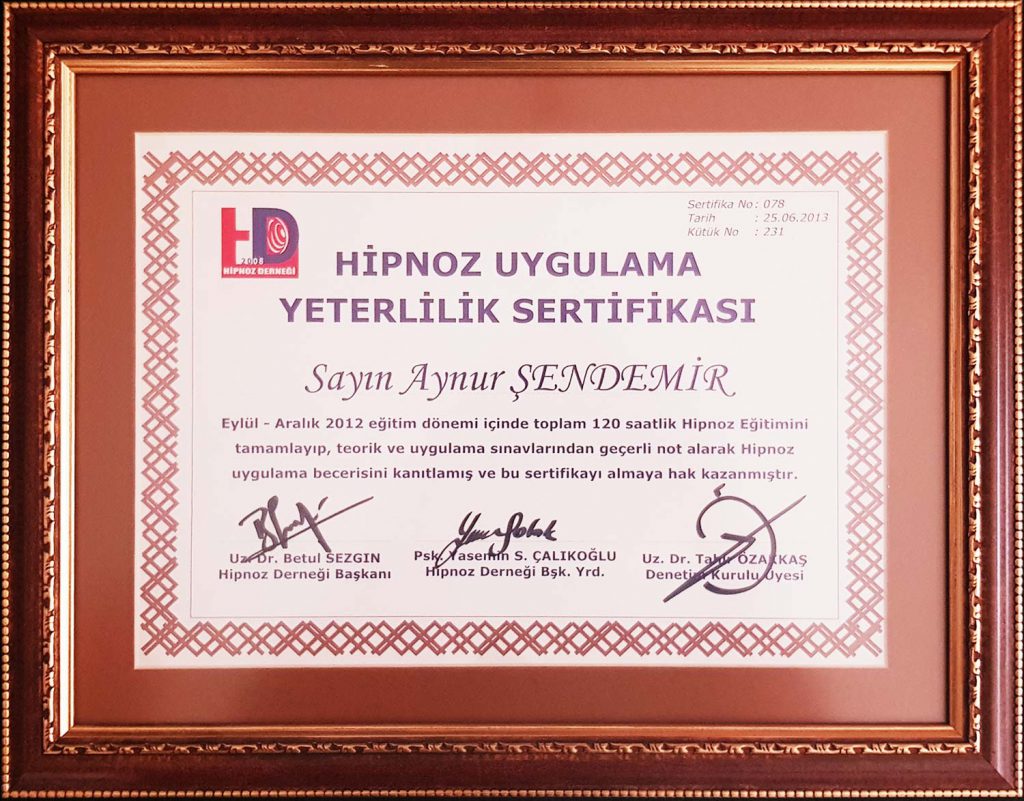 HD
2008
HİPNOZ DERNEĞİ
Sertifika No : 078
Tarih : 25.06.2013
Kütük No : 231
HİPNOZ UYGULAMA
YETERLİLİK SERTİFİKASI
Sayın Aynur ŞENDEMİR
Eylül - Aralık 2012 eğitim dönemi içinde toplam 120 saatlik Hipnoz Eğitimini
tamamlayıp, teorik ve uygulama sınavlarından geçerli not alarak Hipnoz
uygulama becerisini kanıtlamış ve bu sertifikayı almaya hak kazanmıştır.
Uz. Dr. Betul SEZGIN Psk. Yasemin S. ÇALIKOĞLU Uz. Dr. Tahir ÖZAKKAŞ
Hipnoz Derneği Başkanı Hipnoz Derneği Bşk. Yrd. Denetim Kurulu Üyesi